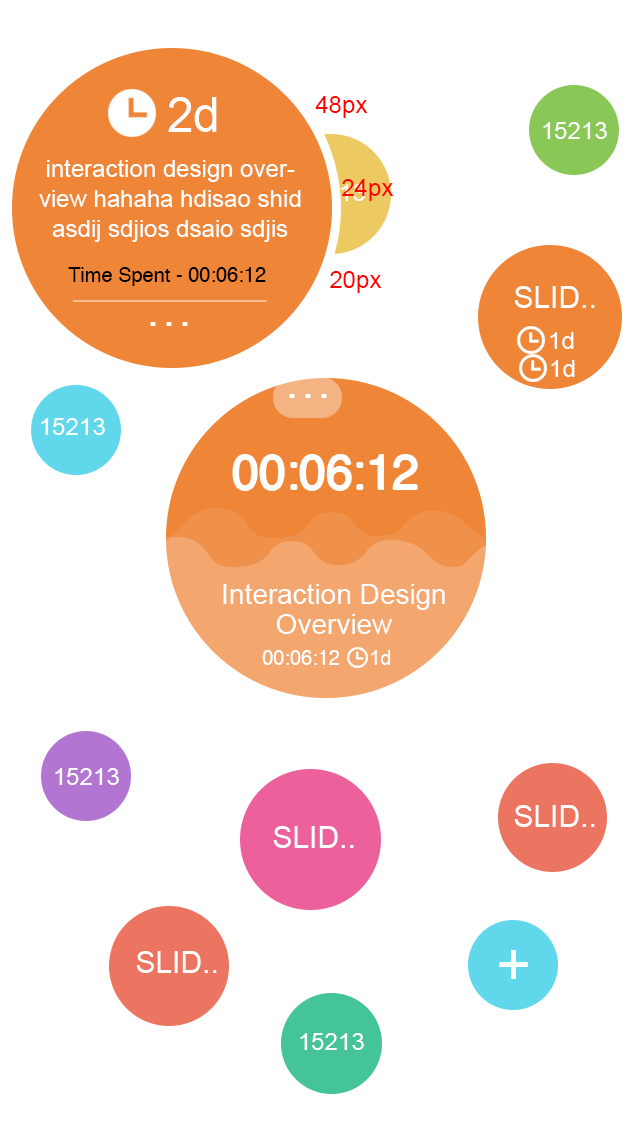 2d
48px
15213
interaction design over-
view hahaha hdisao shid
asdij sdjios dsaio sdjis
24px
Time Spent - 00:06:12
20px
...
SLID..
1d
1d
15213
...
00:06:12
Interaction Design
Overview
00:06:12 1d
15213
SLID..
SLID..
SLID..
+
15213